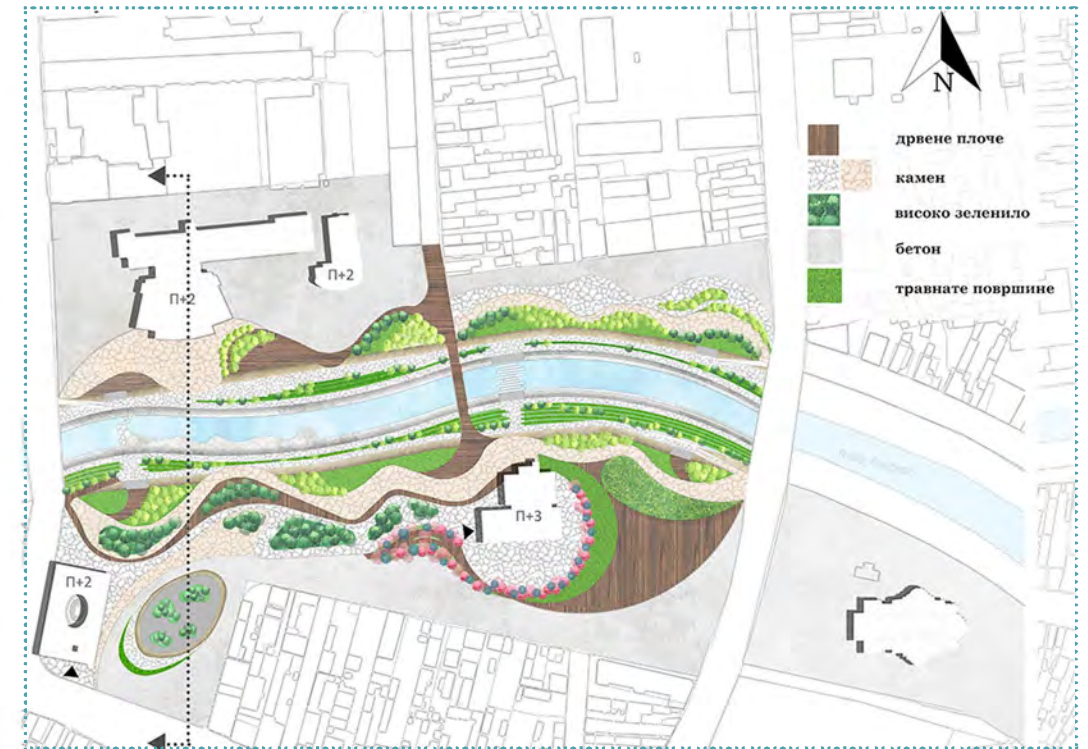 N
дрвене плоче
камен
високо зеленило
бетон
травнате површине
П+2
П+2
П+3
П+2